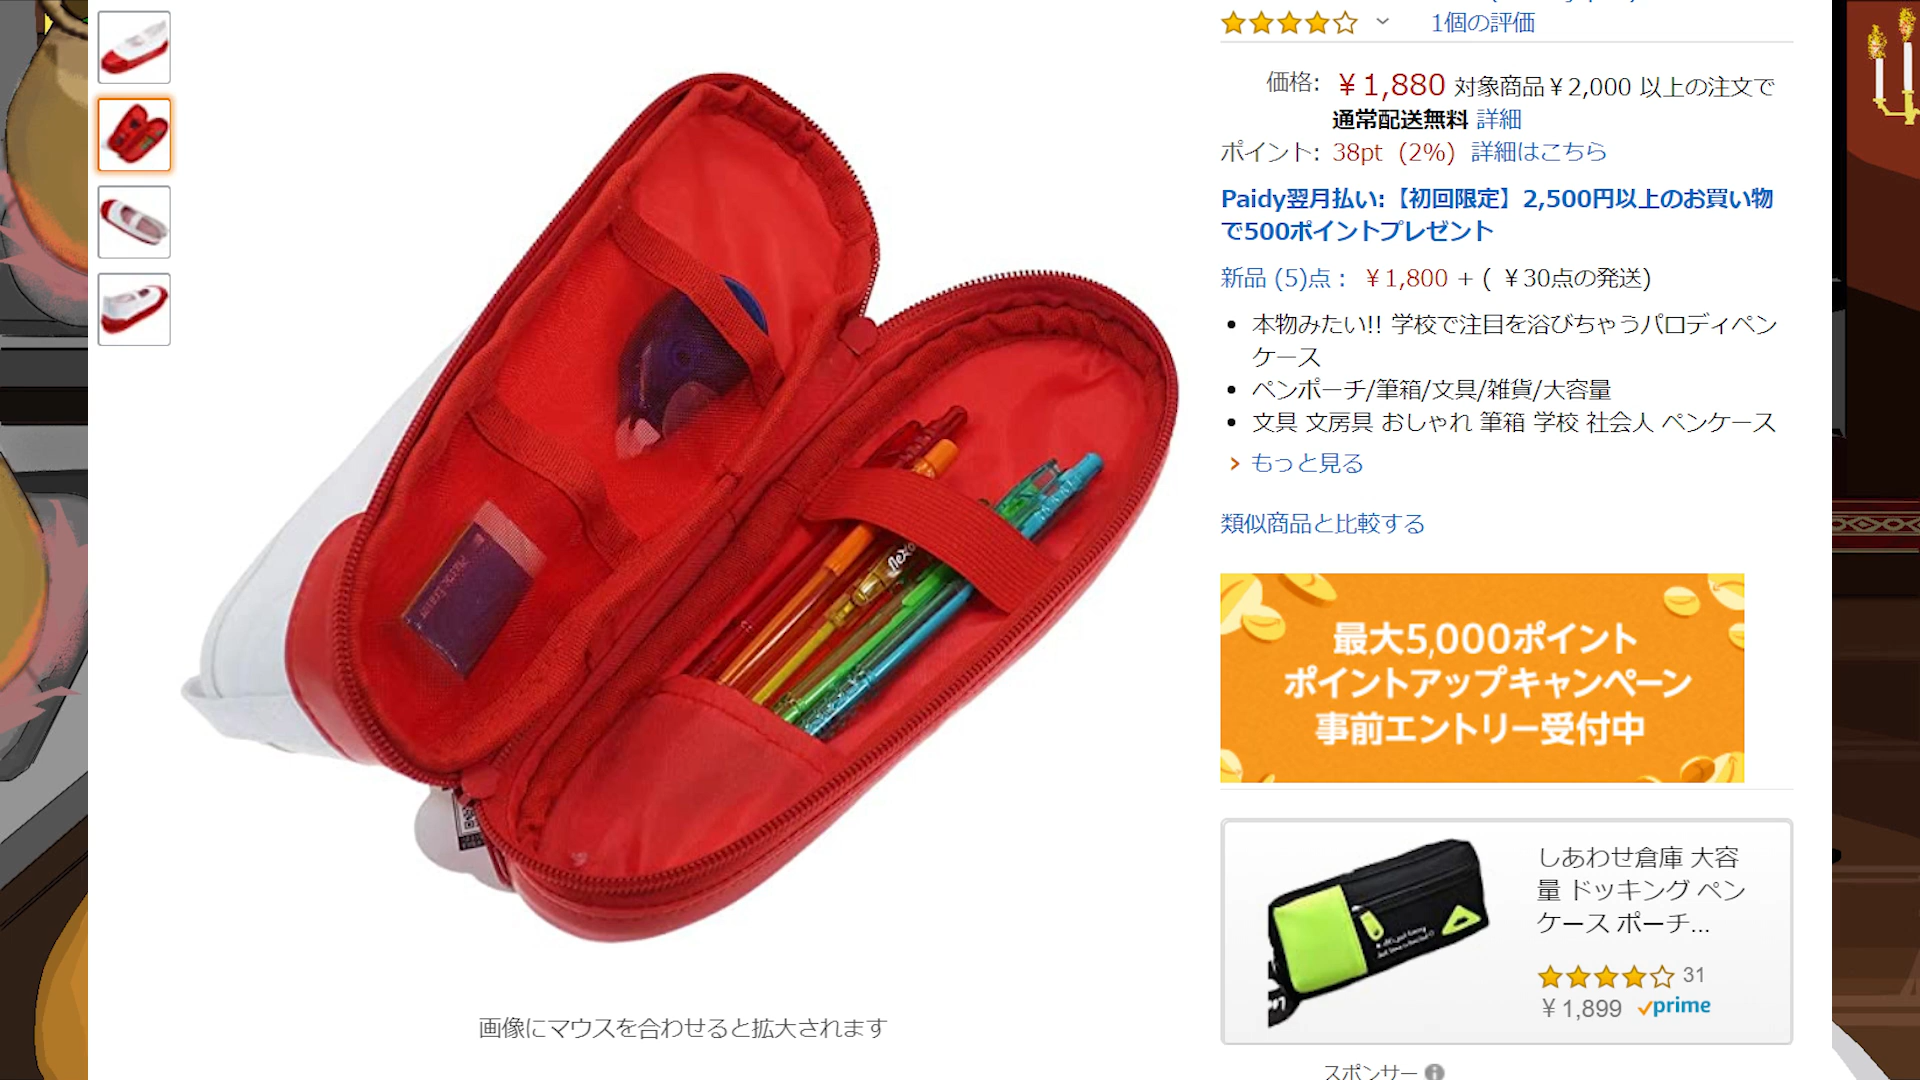 1個の評価
価格: ￥1,880 対象商品￥2,000 以上の注文で
通常配送無料 詳細
ポイント: 38pt (2%) 詳細はこちら
Paidy翌月払い:【初回限定】2,500円以上のお買い物
で500ポイントプレゼント
新品 (5)点： ￥1,800 + ( ￥30点の発送)
本物みたい!! 学校で注目を浴びちゃうパロディペン
ケース
ペンポーチ/筆箱/文具/雑貨/大容量
文具 文房具 おしゃれ 筆箱 学校 社会人 ペンケース
もっと見る
類似商品と比較する
最大5,000ポイント
ポイントアップキャンペーン
事前エントリー受付中
しあわせ倉庫 大容
量 ドッキング ペン
ケース ポーチ...
31
￥1,899 prime
スポンサー
画像にマウスを合わせると拡大されます